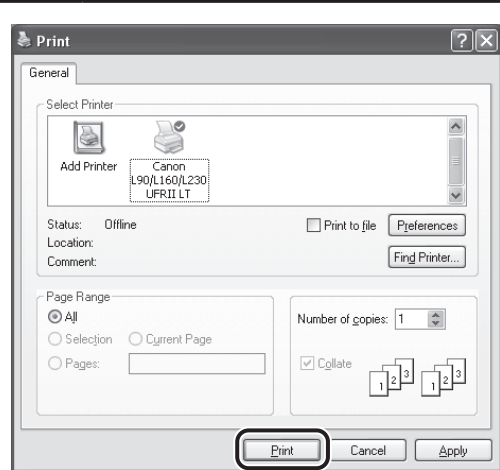 Print
General
Select Printer
Add Printer
Canon
L90/L160/L230
UFRII LT
Status: Offline
Print to file
Preferences
Location:
Comment:
Find Printer...
Page Range
All
Selection
Current Page
Pages:
Number of copies: 1
Collate
1 2 3
1 2 3
Print
Cancel
Apply